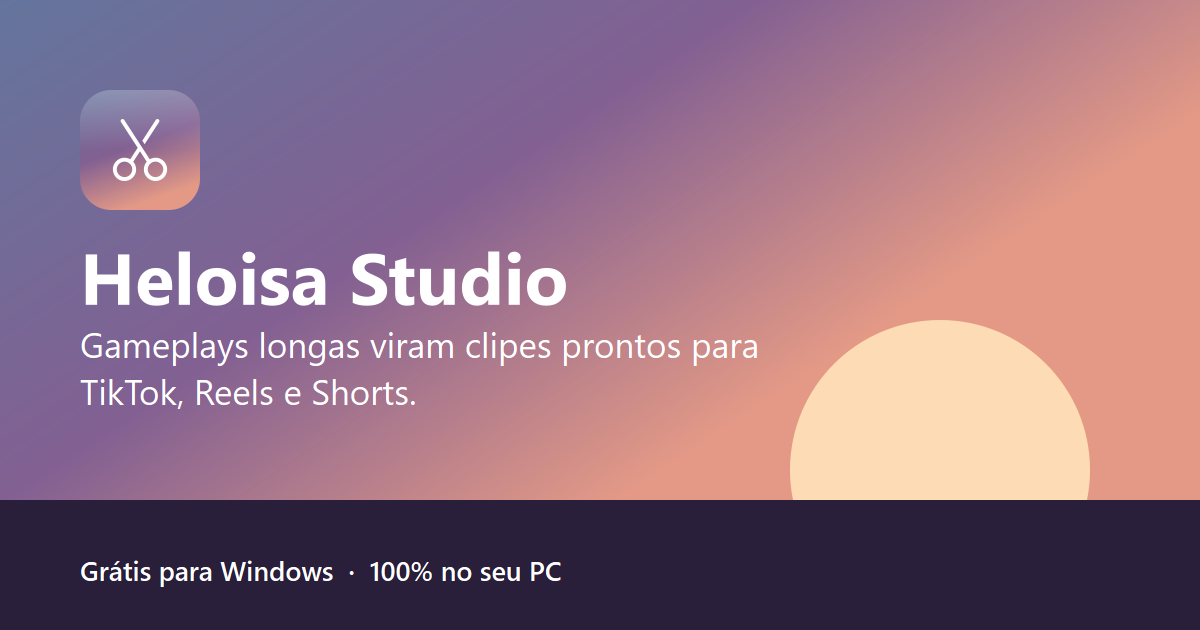 Heloisa Studio
Gameplays longas viram clipes prontos para
TikTok, Reels e Shorts.
Grátis para Windows · 100% no seu PC